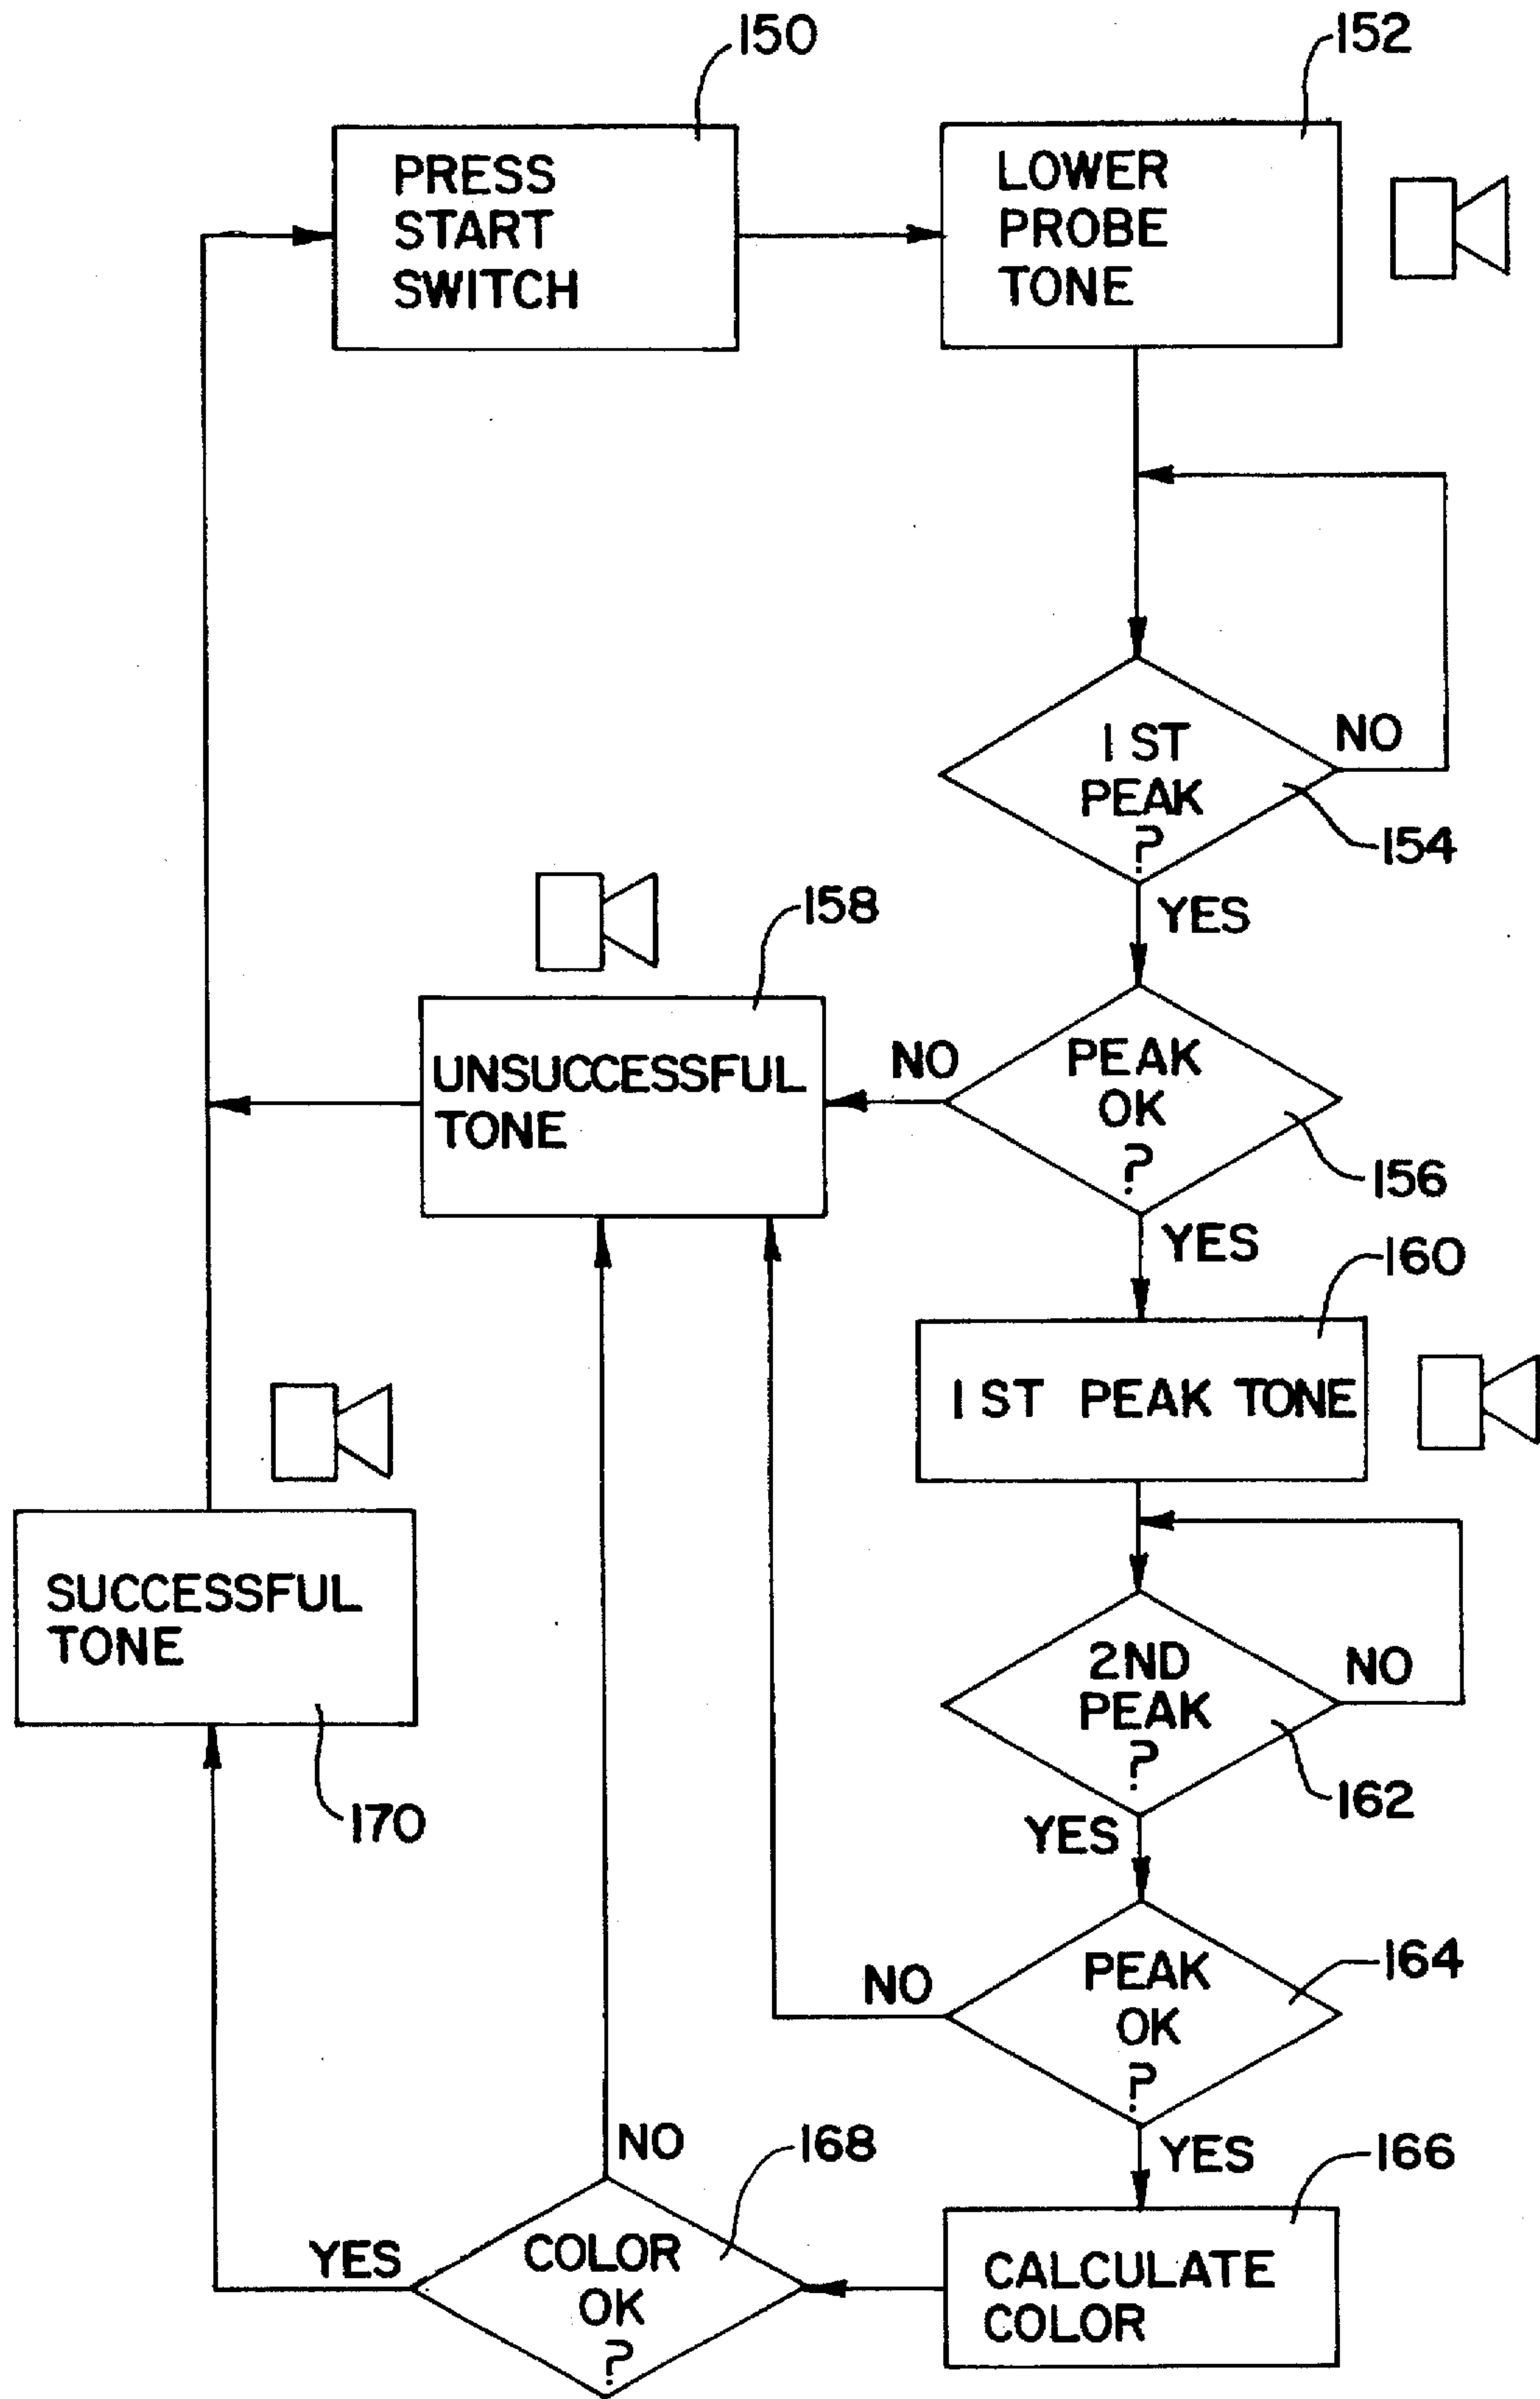 150
PRESS
START
SWITCH
152
LOWER
PROBE
TONE
1 ST
PEAK
?
NO
154
YES
158
UNSUCCESSFUL
TONE
NO
PEAK
OK
?
156
YES
160
1 ST PEAK TONE
SUCCESSFUL
TONE
170
2ND
PEAK
?
NO
162
YES
PEAK
OK
?
164
NO
YES
166
CALCULATE
COLOR
NO
168
COLOR
OK
?
YES